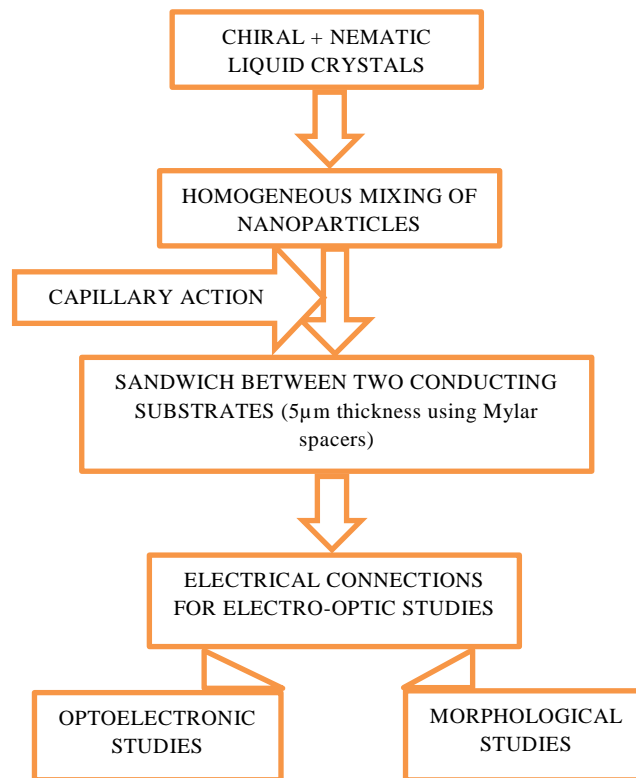 CHIRAL + NEMATIC
LIQUID CRYSTALS
HOMOGENEOUS MIXING OF
NANOPARTICLES
CAPILLARY ACTION
SANDWICH BETWEEN TWO CONDUCTING
SUBSTRATES (5µm thickness using Mylar
spacers)
ELECTRICAL CONNECTIONS
FOR ELECTRO-OPTIC STUDIES
OPTOELECTRONIC
STUDIES
MORPHOLOGICAL
STUDIES